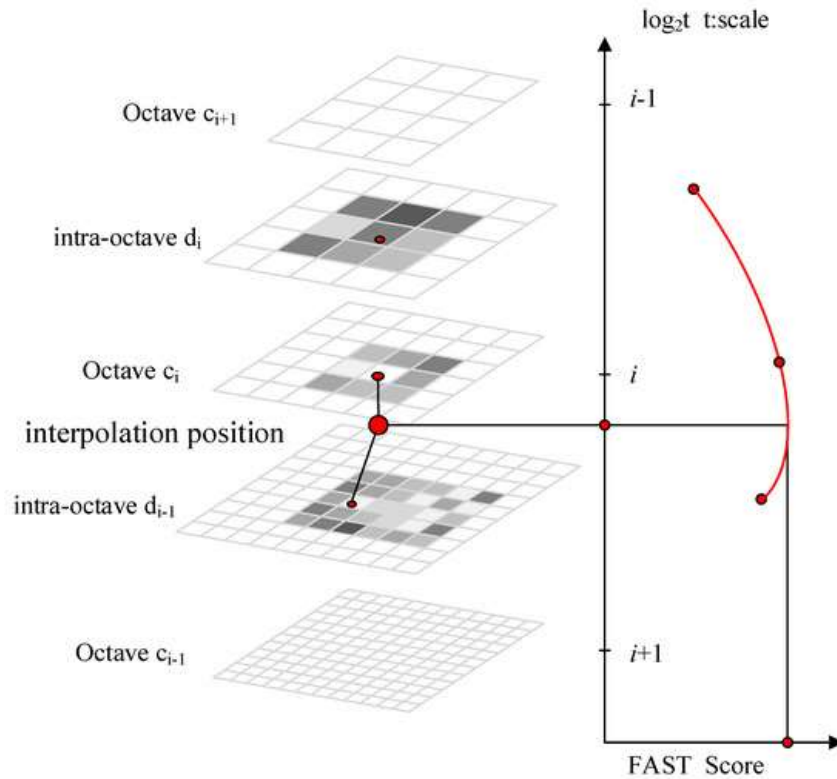 log₂t t:scale
i-1
Octave cᵢ₊₁
intra-octave dᵢ
Octave cᵢ
i
interpolation position
intra-octave dᵢ₋₁
Octave cᵢ₋₁
i+1
FAST Score